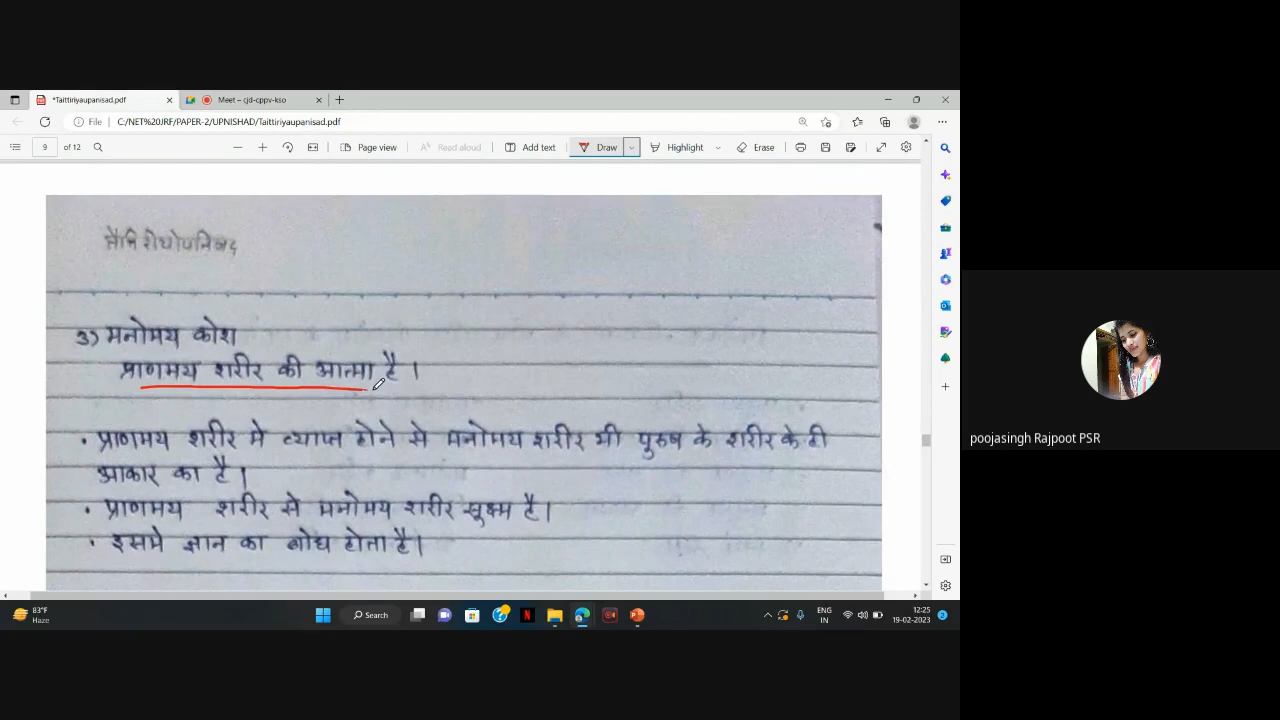 *Taittiriyaupanisad.pdf
Meet – cjd-cppv-kso
File
C:/NET%20JRF/PAPER-2/UPNISHAD/Taittiriyaupanisad.pdf
9 of 12
Page view
Read aloud
Add text
Draw
Highlight
Erase
तैत्तिरीयोपनिषद
3) मनोमय कोश
प्राणमय शरीर की आत्मा है ।
• प्राणमय शरीर मे व्याप्त होने से मनोमय शरीर भी पुरुष के शरीर के ही
आकार का है ।
• प्राणमय शरीर से मनोमय शरीर सूक्ष्म है ।
• इसमे ज्ञान का बोध होता है ।
poojasingh Rajpoot PSR
83°F
Haze
Search
ENG
IN
12:25
19-02-2023
2